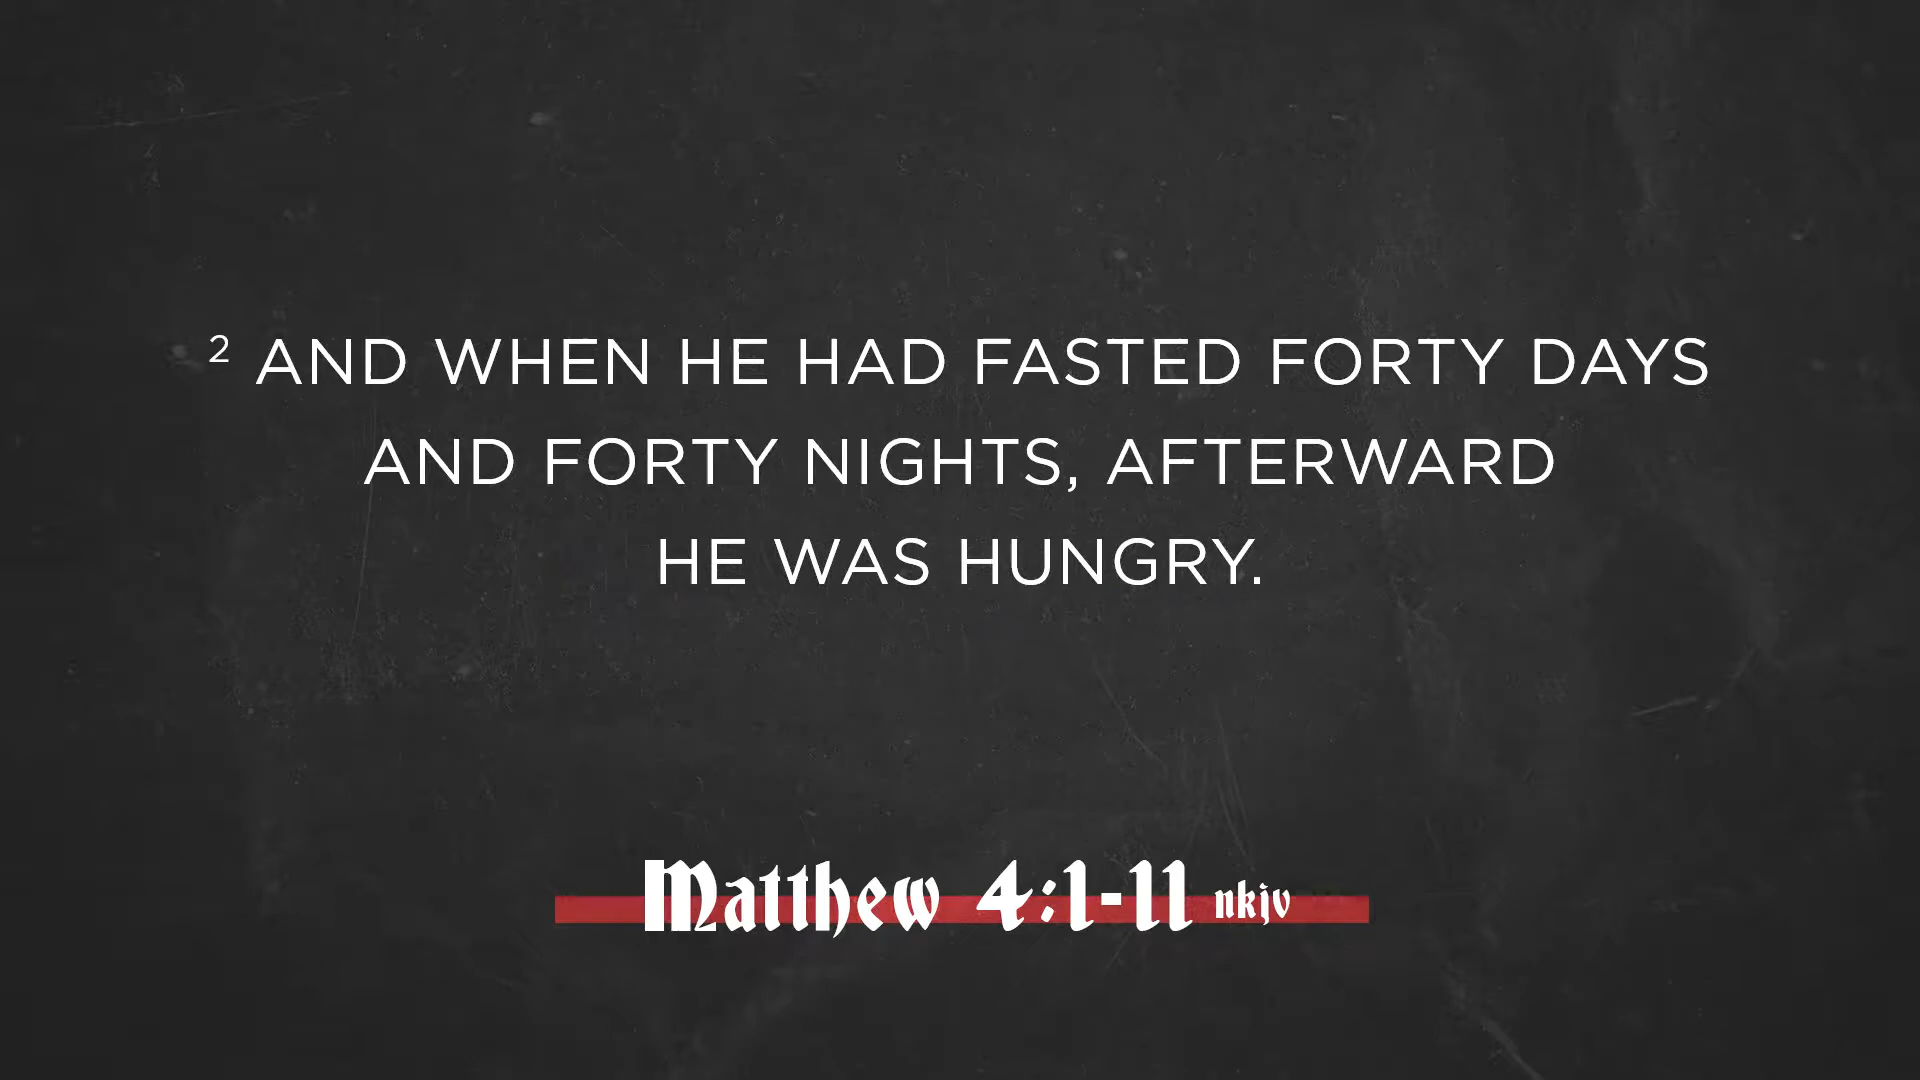 ² AND WHEN HE HAD FASTED FORTY DAYS
AND FORTY NIGHTS, AFTERWARD
HE WAS HUNGRY.
Matthew 4:1-11 nkjv